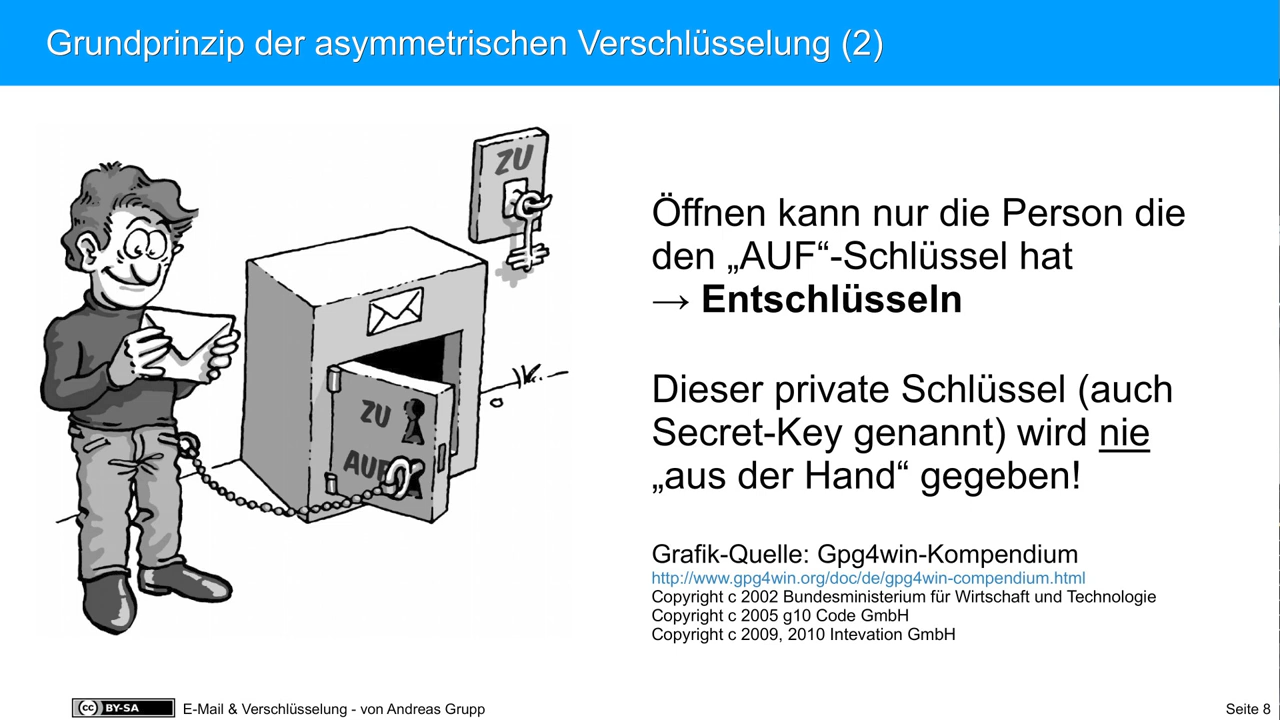 Grundprinzip der asymmetrischen Verschlüsselung (2)
ZU
ZU
AUF
Öffnen kann nur die Person die
den „AUF“-Schlüssel hat
→ Entschlüsseln
Dieser private Schlüssel (auch
Secret-Key genannt) wird nie
„aus der Hand“ gegeben!
Grafik-Quelle: Gpg4win-Kompendium
http://www.gpg4win.org/doc/de/gpg4win-compendium.html
Copyright c 2002 Bundesministerium für Wirtschaft und Technologie
Copyright c 2005 g10 Code GmbH
Copyright c 2009, 2010 Intevation GmbH
cc BY-SA E-Mail & Verschlüsselung - von Andreas Grupp
Seite 8